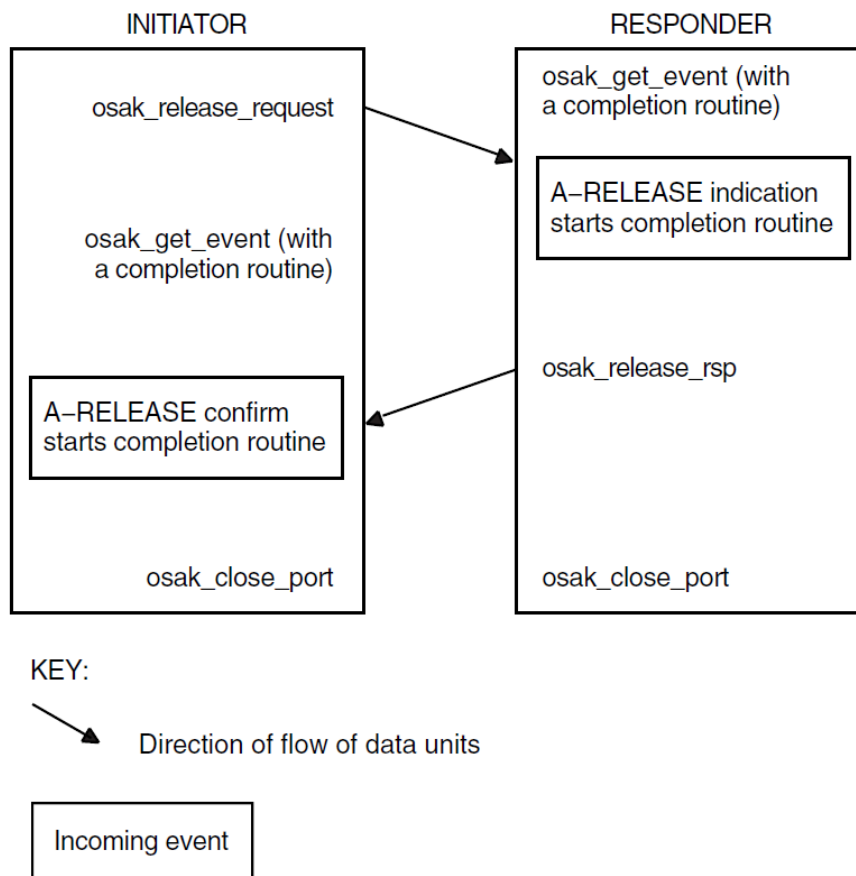 INITIATOR
osak_release_request
osak_get_event (with
a completion routine)
A–RELEASE confirm
starts completion routine
osak_close_port
RESPONDER
osak_get_event (with
a completion routine)
A–RELEASE indication
starts completion routine
osak_release_rsp
osak_close_port
KEY:
Direction of flow of data units
Incoming event